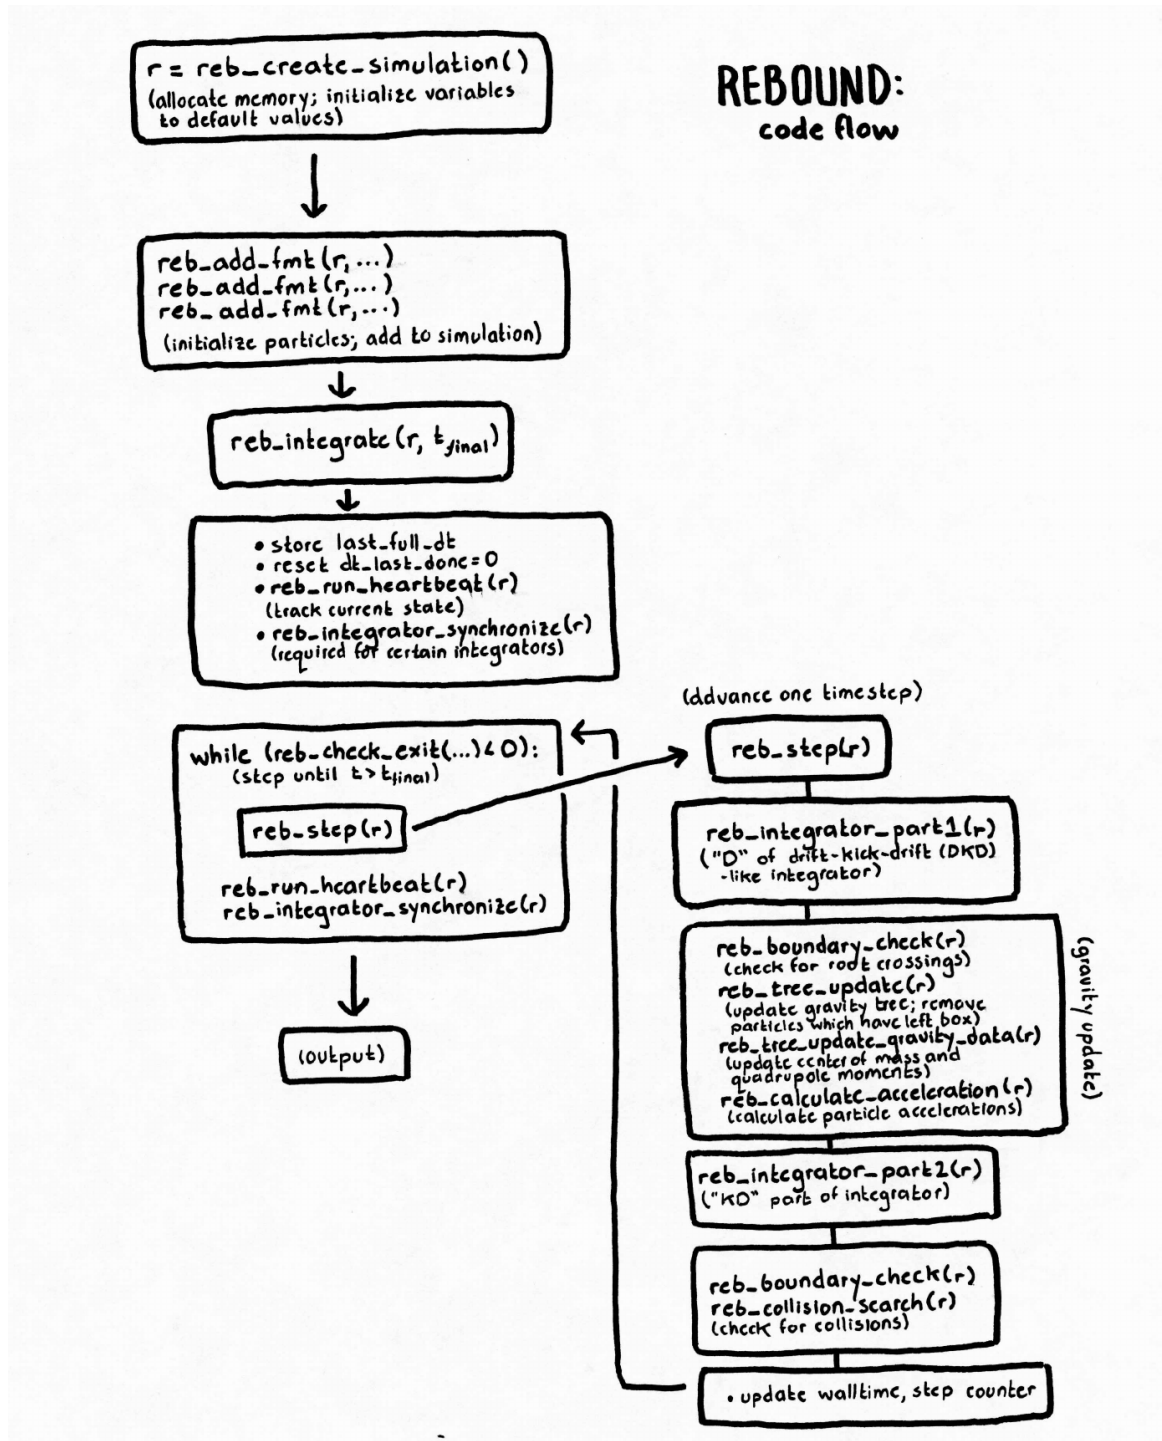 REBOUND:
code flow
r = reb_create_simulation()
(allocate memory; initialize variables
to default values)
reb_add_fmt(r,...)
reb_add_fmt(r,...)
reb_add_fmt(r,...)
(initialize particles; add to simulation)
reb_integrate(r, tfinal)
• store last_full_dt
• reset dt_last_done=0
• reb_run_heartbeat(r)
(track current state)
• reb_integrator_synchronize(r)
(required for certain integrators)
while (reb_check_exit(...)<0):
(step until t>tfinal)
reb_step(r)
reb_run_heartbeat(r)
reb_integrator_synchronize(r)
(output)
(advance one timestep)
reb_step(r)
reb_integrator_part1(r)
("D" of drift-kick-drift (DKD)
-like integrator)
reb_boundary_check(r)
(check for root crossings)
reb_tree_update(r)
(update gravity tree; remove
particles which have left box)
reb_tree_update_gravity_data(r)
(update center of mass and
quadrupole moments)
reb_calculate_acceleration(r)
(calculate particle accelerations)
(gravity update)
reb_integrator_part2(r)
("KD" part of integrator)
reb_boundary_check(r)
reb_collision_search(r)
(check for collisions)
• update walltime, step counter